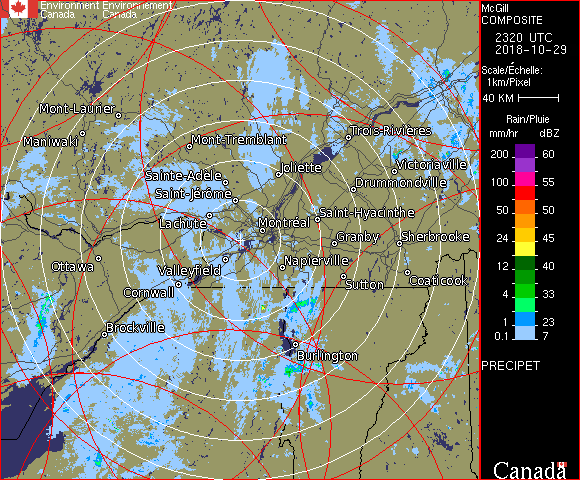 Environment Environnement
Canada Canada
McGill
COMPOSITE
2320 UTC
2018-10-29
Scale/Échelle:
1km/Pixel
40 KM
Rain/Pluie
mm/hr dBZ
200 60
100 55
50 50
24 45
12 40
4 33
1 23
0.1 7
PRECIPET
Canada
Mont-Laurier
Maniwaki
Mont-Tremblant
Trois-Rivières
Joliette
Victoriaville
Sainte-Adèle
Drummondville
Saint-Jérôme
Saint-Hyacinthe
Lachute
Montréal
Granby
Sherbrooke
Ottawa
Valleyfield
Napierville
Coaticook
Cornwall
Sutton
Brockville
Burlington